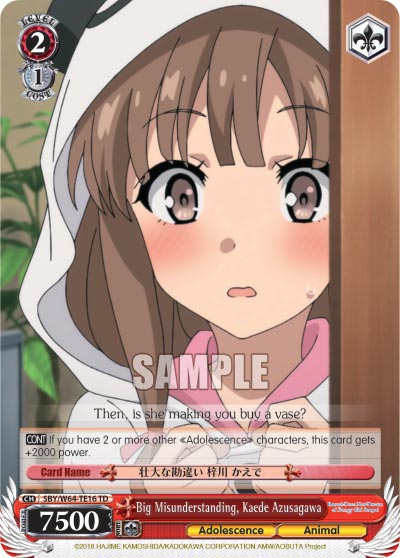 LEVEL
2
1
COST
SAMPLE
Then, is she making you buy a vase?
CONT If you have 2 or more other «Adolescence» characters, this card gets
+2000 power.
Card Name 壮大な勘違い 梓川 かえで
CH SBY/W64-TE16 TD
Big Misunderstanding, Kaede Azusagawa
POWER
7500
Adolescence
Animal
©2018 HAJIME KAMOSHIDA/KADOKAWA CORPORATION AMW/AOBUTA Project